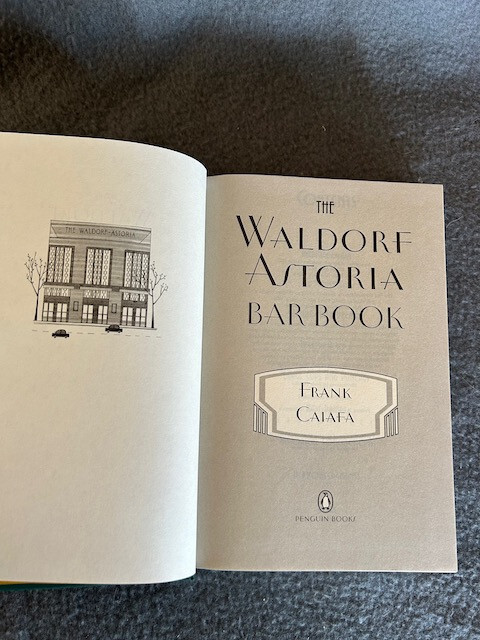 THE WALDORF-ASTORIA
THE
WALDORF
ASTORIA
BAR BOOK
FRANK
CAIAFA
PENGUIN BOOKS